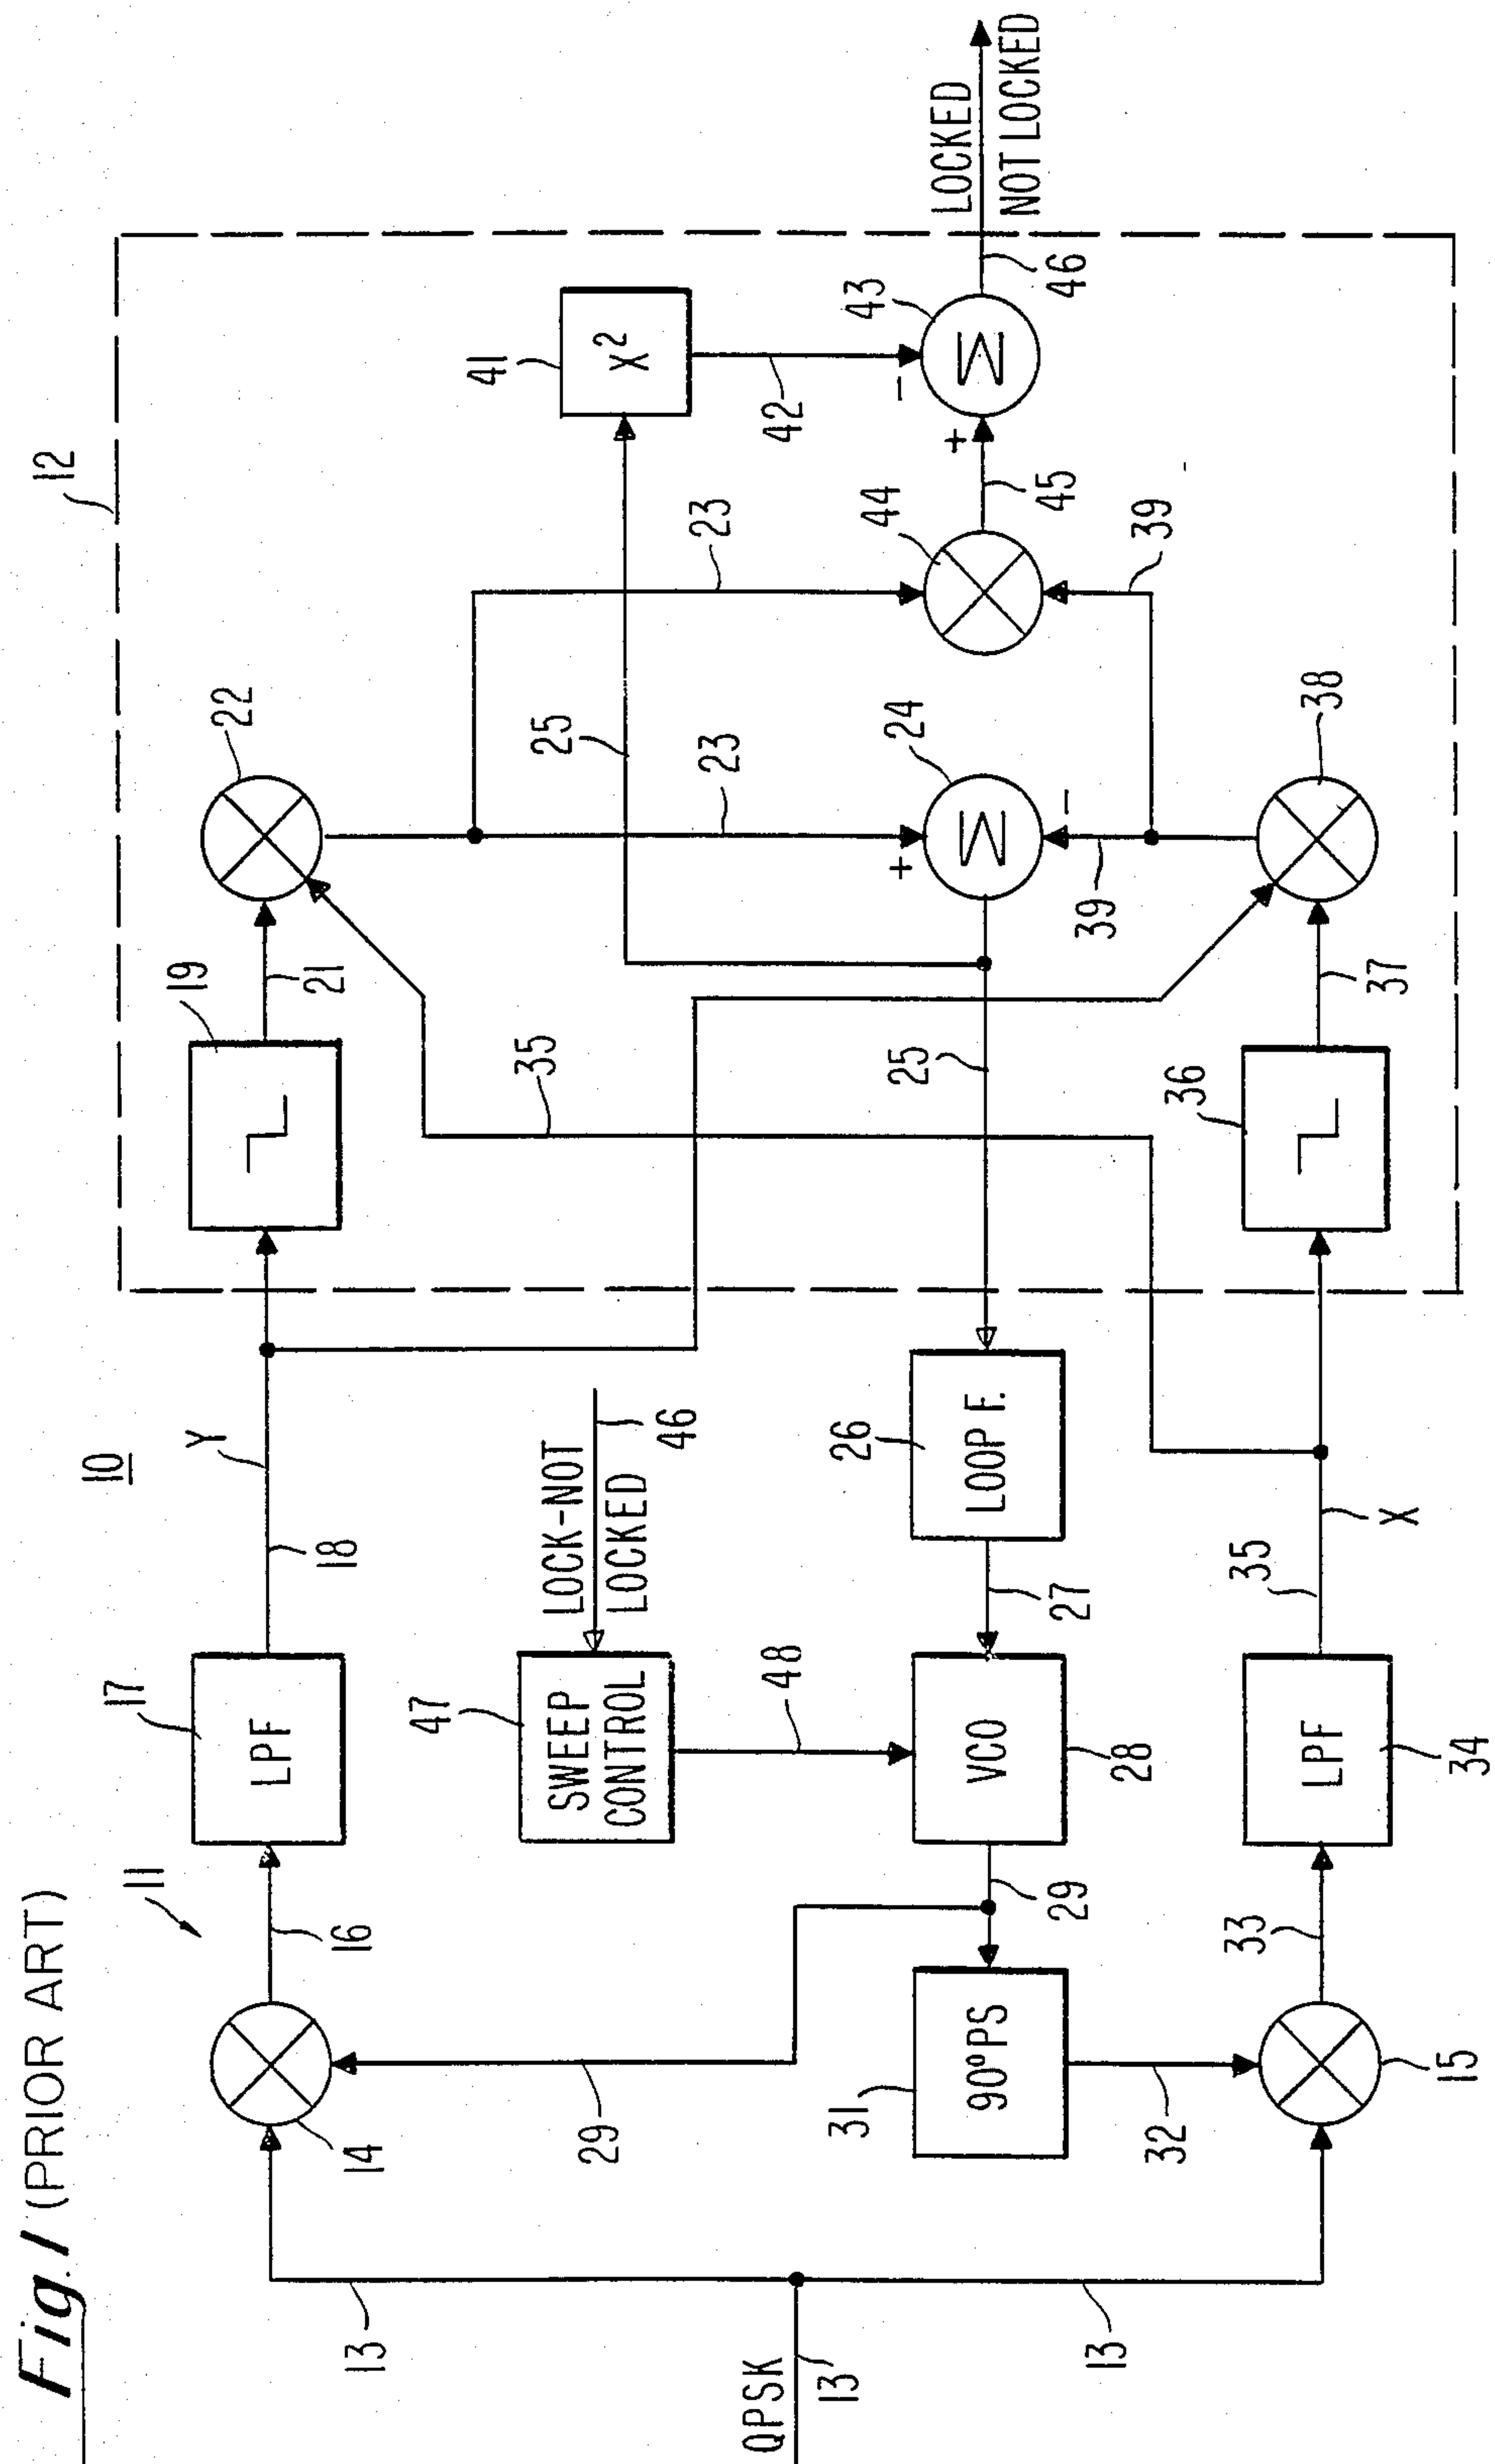 Fig. 1 (PRIOR ART)
10
11
12
QPSK
13
13
13
14
16
17
LPF
18
Y
19
21
22
23
23
25
25
35
41
X²
42
43
Σ
44
45
46
LOCKED
NOT LOCKED
24
Σ
+
-
+
-
39
39
38
37
36
LOCK-NOT
LOCKED
46
47
SWEEP
CONTROL
48
26
LOOP F.
27
VCO
28
29
29
31
90° PS
32
15
33
LPF
34
35
X